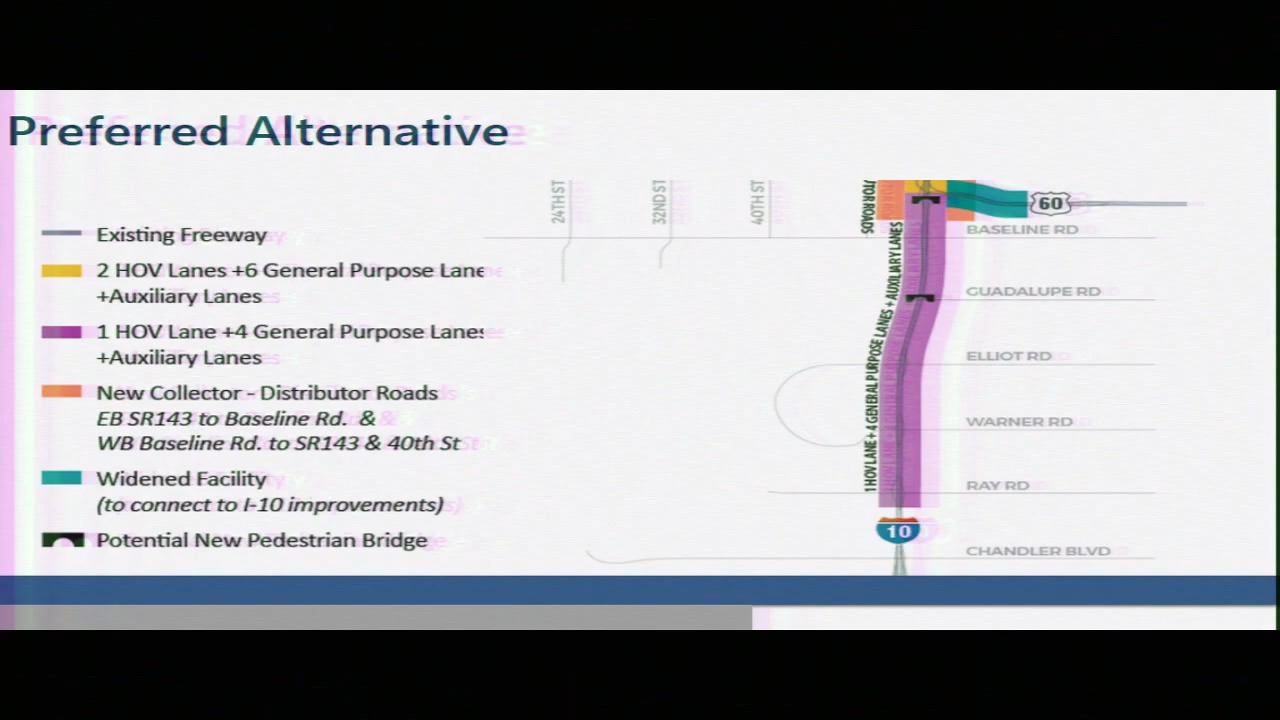 Preferred Alternative
Existing Freeway
2 HOV Lanes +6 General Purpose Lane
+Auxiliary Lanes
1 HOV Lane +4 General Purpose Lanes
+Auxiliary Lanes
New Collector - Distributor Roads
EB SR143 to Baseline Rd. &
WB Baseline Rd. to SR143 & 40th St
Widened Facility
(to connect to I-10 improvements)
Potential New Pedestrian Bridge
24TH ST
32ND ST
40TH ST
TOR ROADS
1 HOV LANE + 4 GENERAL PURPOSE LANES + AUXILIARY LANES
60
BASELINE RD
GUADALUPE RD
ELLIOT RD
WARNER RD
RAY RD
10
CHANDLER BLVD